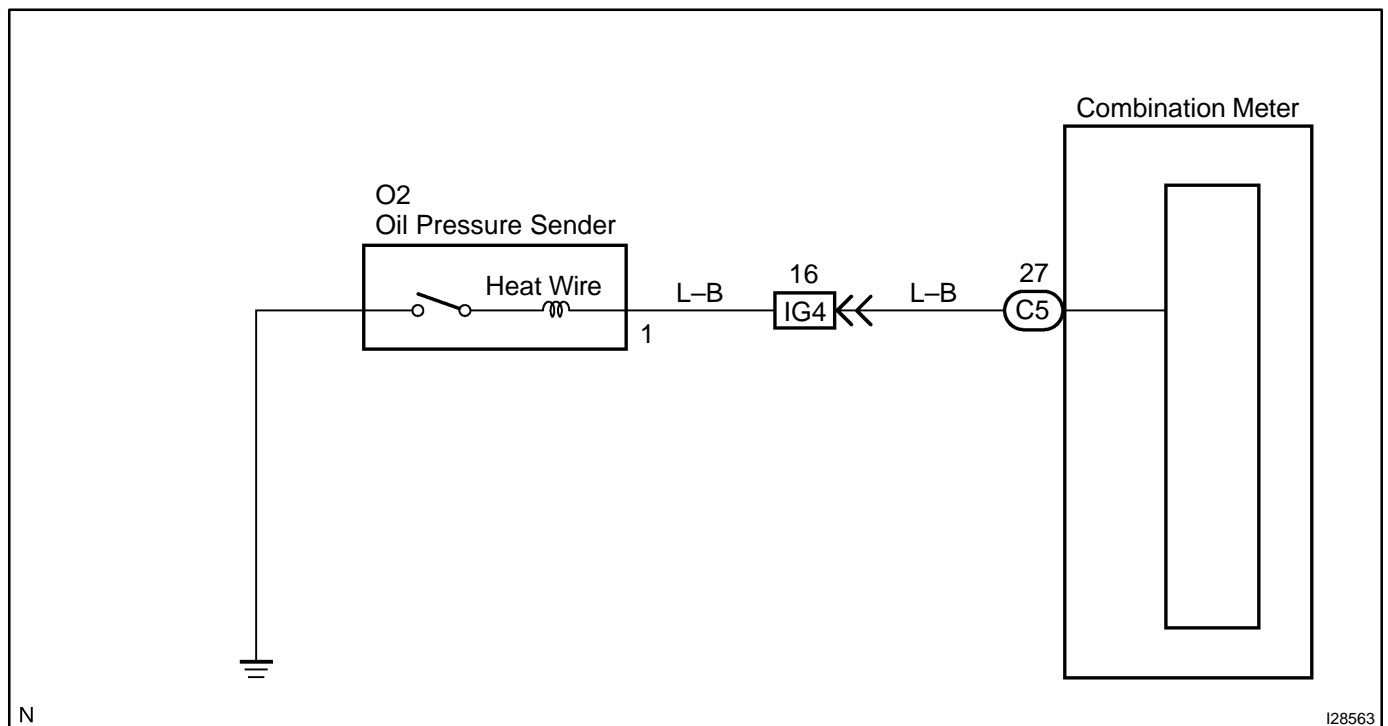 Combination Meter
O2
Oil Pressure Sender
Heat Wire
L–B
16
IG4
L–B
27
C5
1
N
I28563